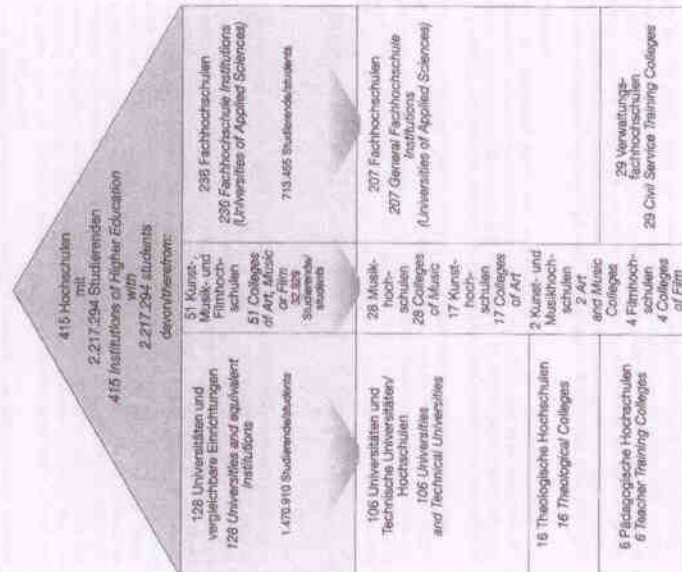 415 Hochschulen
mit
2.217.294 Studierenden
415 Institutions of Higher Education
with
2.217.294 students
davon/therefrom:
128 Universitäten und
vergleichbare Einrichtungen
128 Universities and equivalent
institutions
1.470.910 Studierende/students
51 Kunst-,
Musik- und
Filmhoch-
schulen
51 Colleges
of Art, Music
or Film
32.929
Studierende/
students
236 Fachhochschulen
236 Fachhochschule Institutions
(Universities of Applied Sciences)
713.455 Studierende/students
106 Universitäten und
Technische Universitäten/
Hochschulen
106 Universities
and Technical Universities
16 Theologische Hochschulen
16 Theological Colleges
6 Pädagogische Hochschulen
6 Teacher Training Colleges
28 Musik-
hoch-
schulen
28 Colleges
of Music
17 Kunst-
hoch-
schulen
17 Colleges
of Art
2 Kunst- und
Musikhoch-
schulen
2 Art
and Music
Colleges
4 Filmhoch-
schulen
4 Colleges
of Film
207 Fachhochschulen
207 General Fachhochschule
Institutions
(Universities of Applied Sciences)
29 Verwaltungs-
fachhochschulen
29 Civil Service Training Colleges